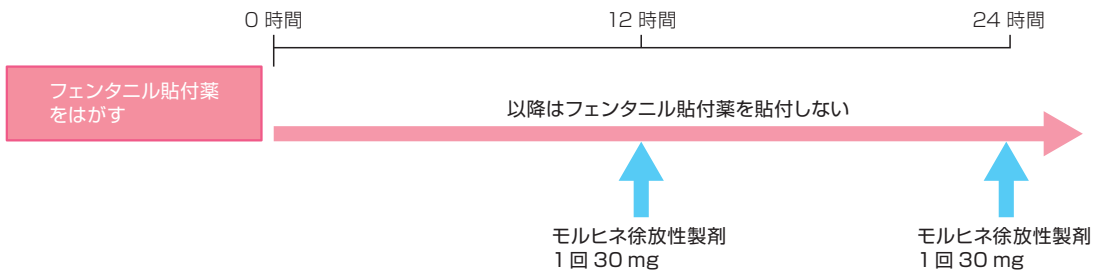 0 時間
12 時間
24 時間
フェンタニル貼付薬
をはがす
以降はフェンタニル貼付薬を貼付しない
モルヒネ徐放性製剤
1 回 30 mg
モルヒネ徐放性製剤
1 回 30 mg